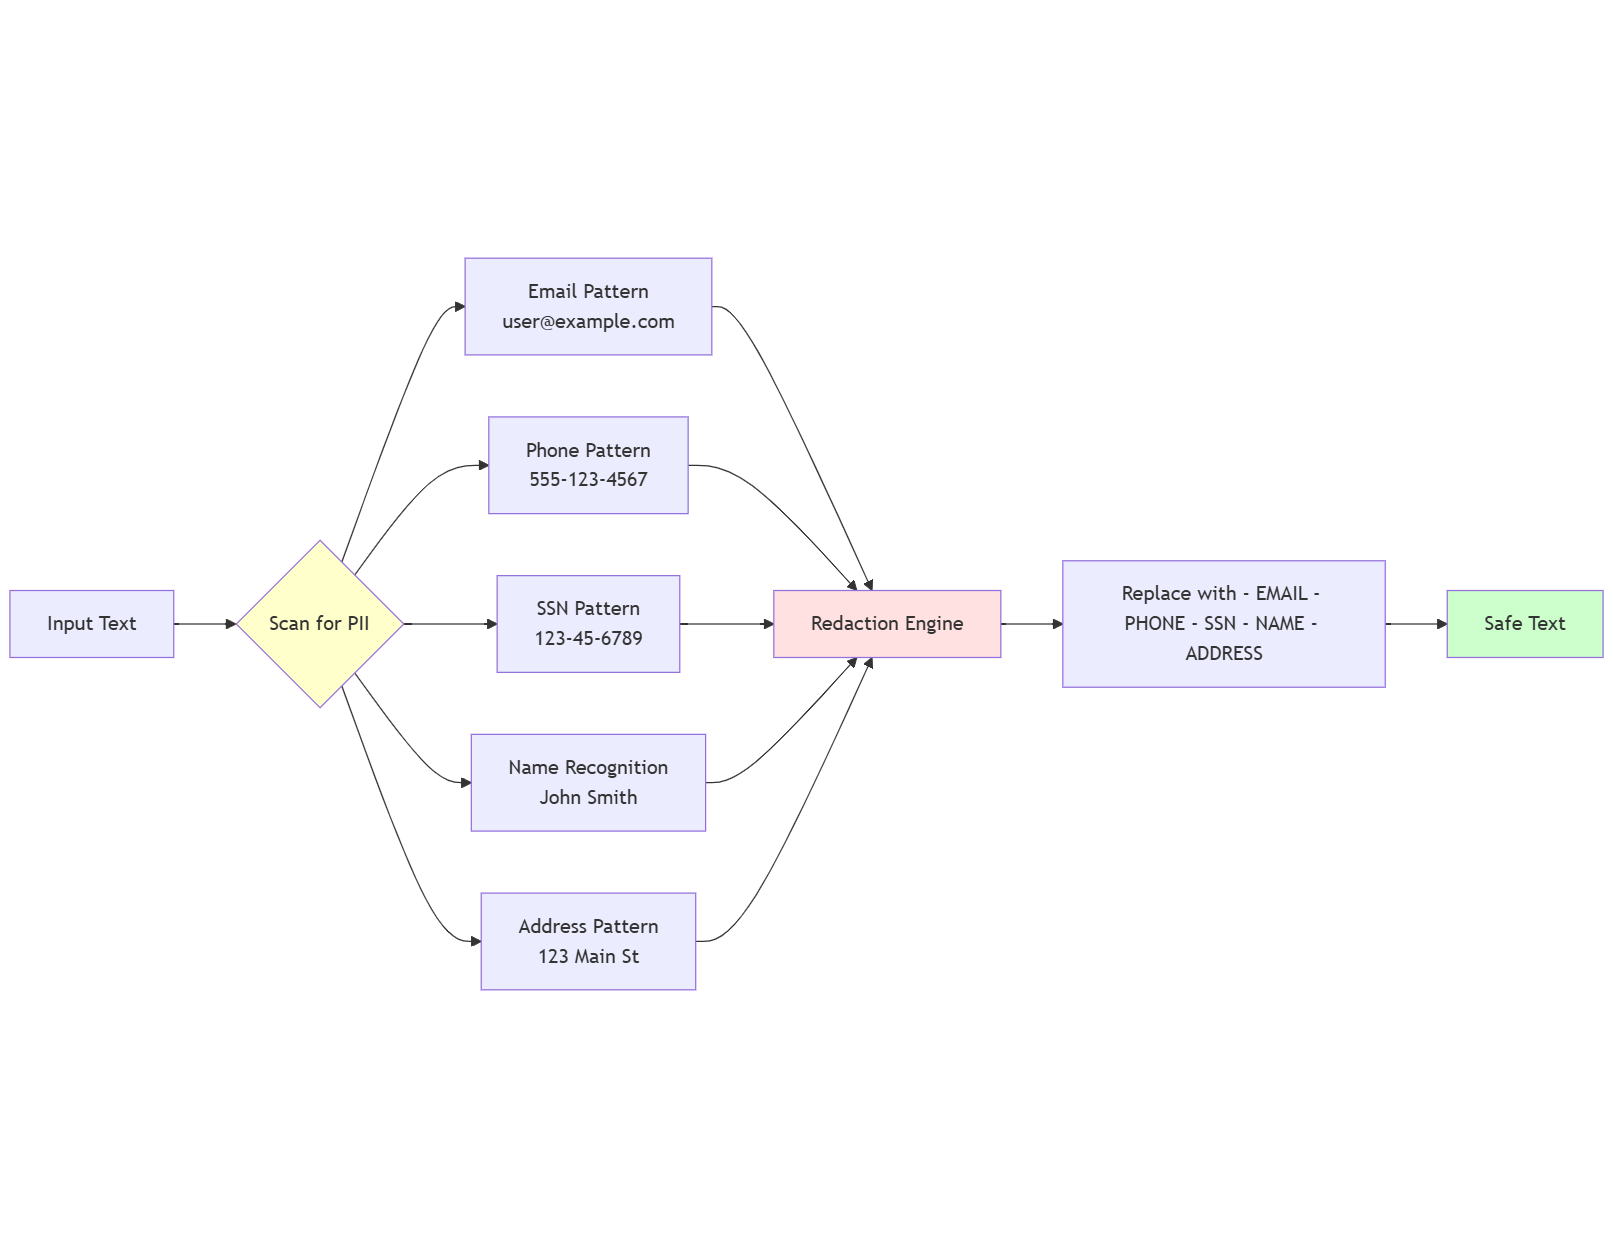 Input Text
Scan for PII
Email Pattern
user@example.com
Phone Pattern
555-123-4567
SSN Pattern
123-45-6789
Name Recognition
John Smith
Address Pattern
123 Main St
Redaction Engine
Replace with - EMAIL -
PHONE - SSN - NAME -
ADDRESS
Safe Text